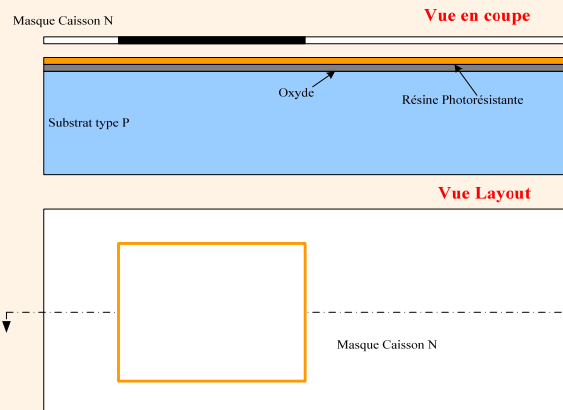 Vue en coupe
Masque Caisson N
Oxyde
Résine Photorésistante
Substrat type P
Vue Layout
Masque Caisson N